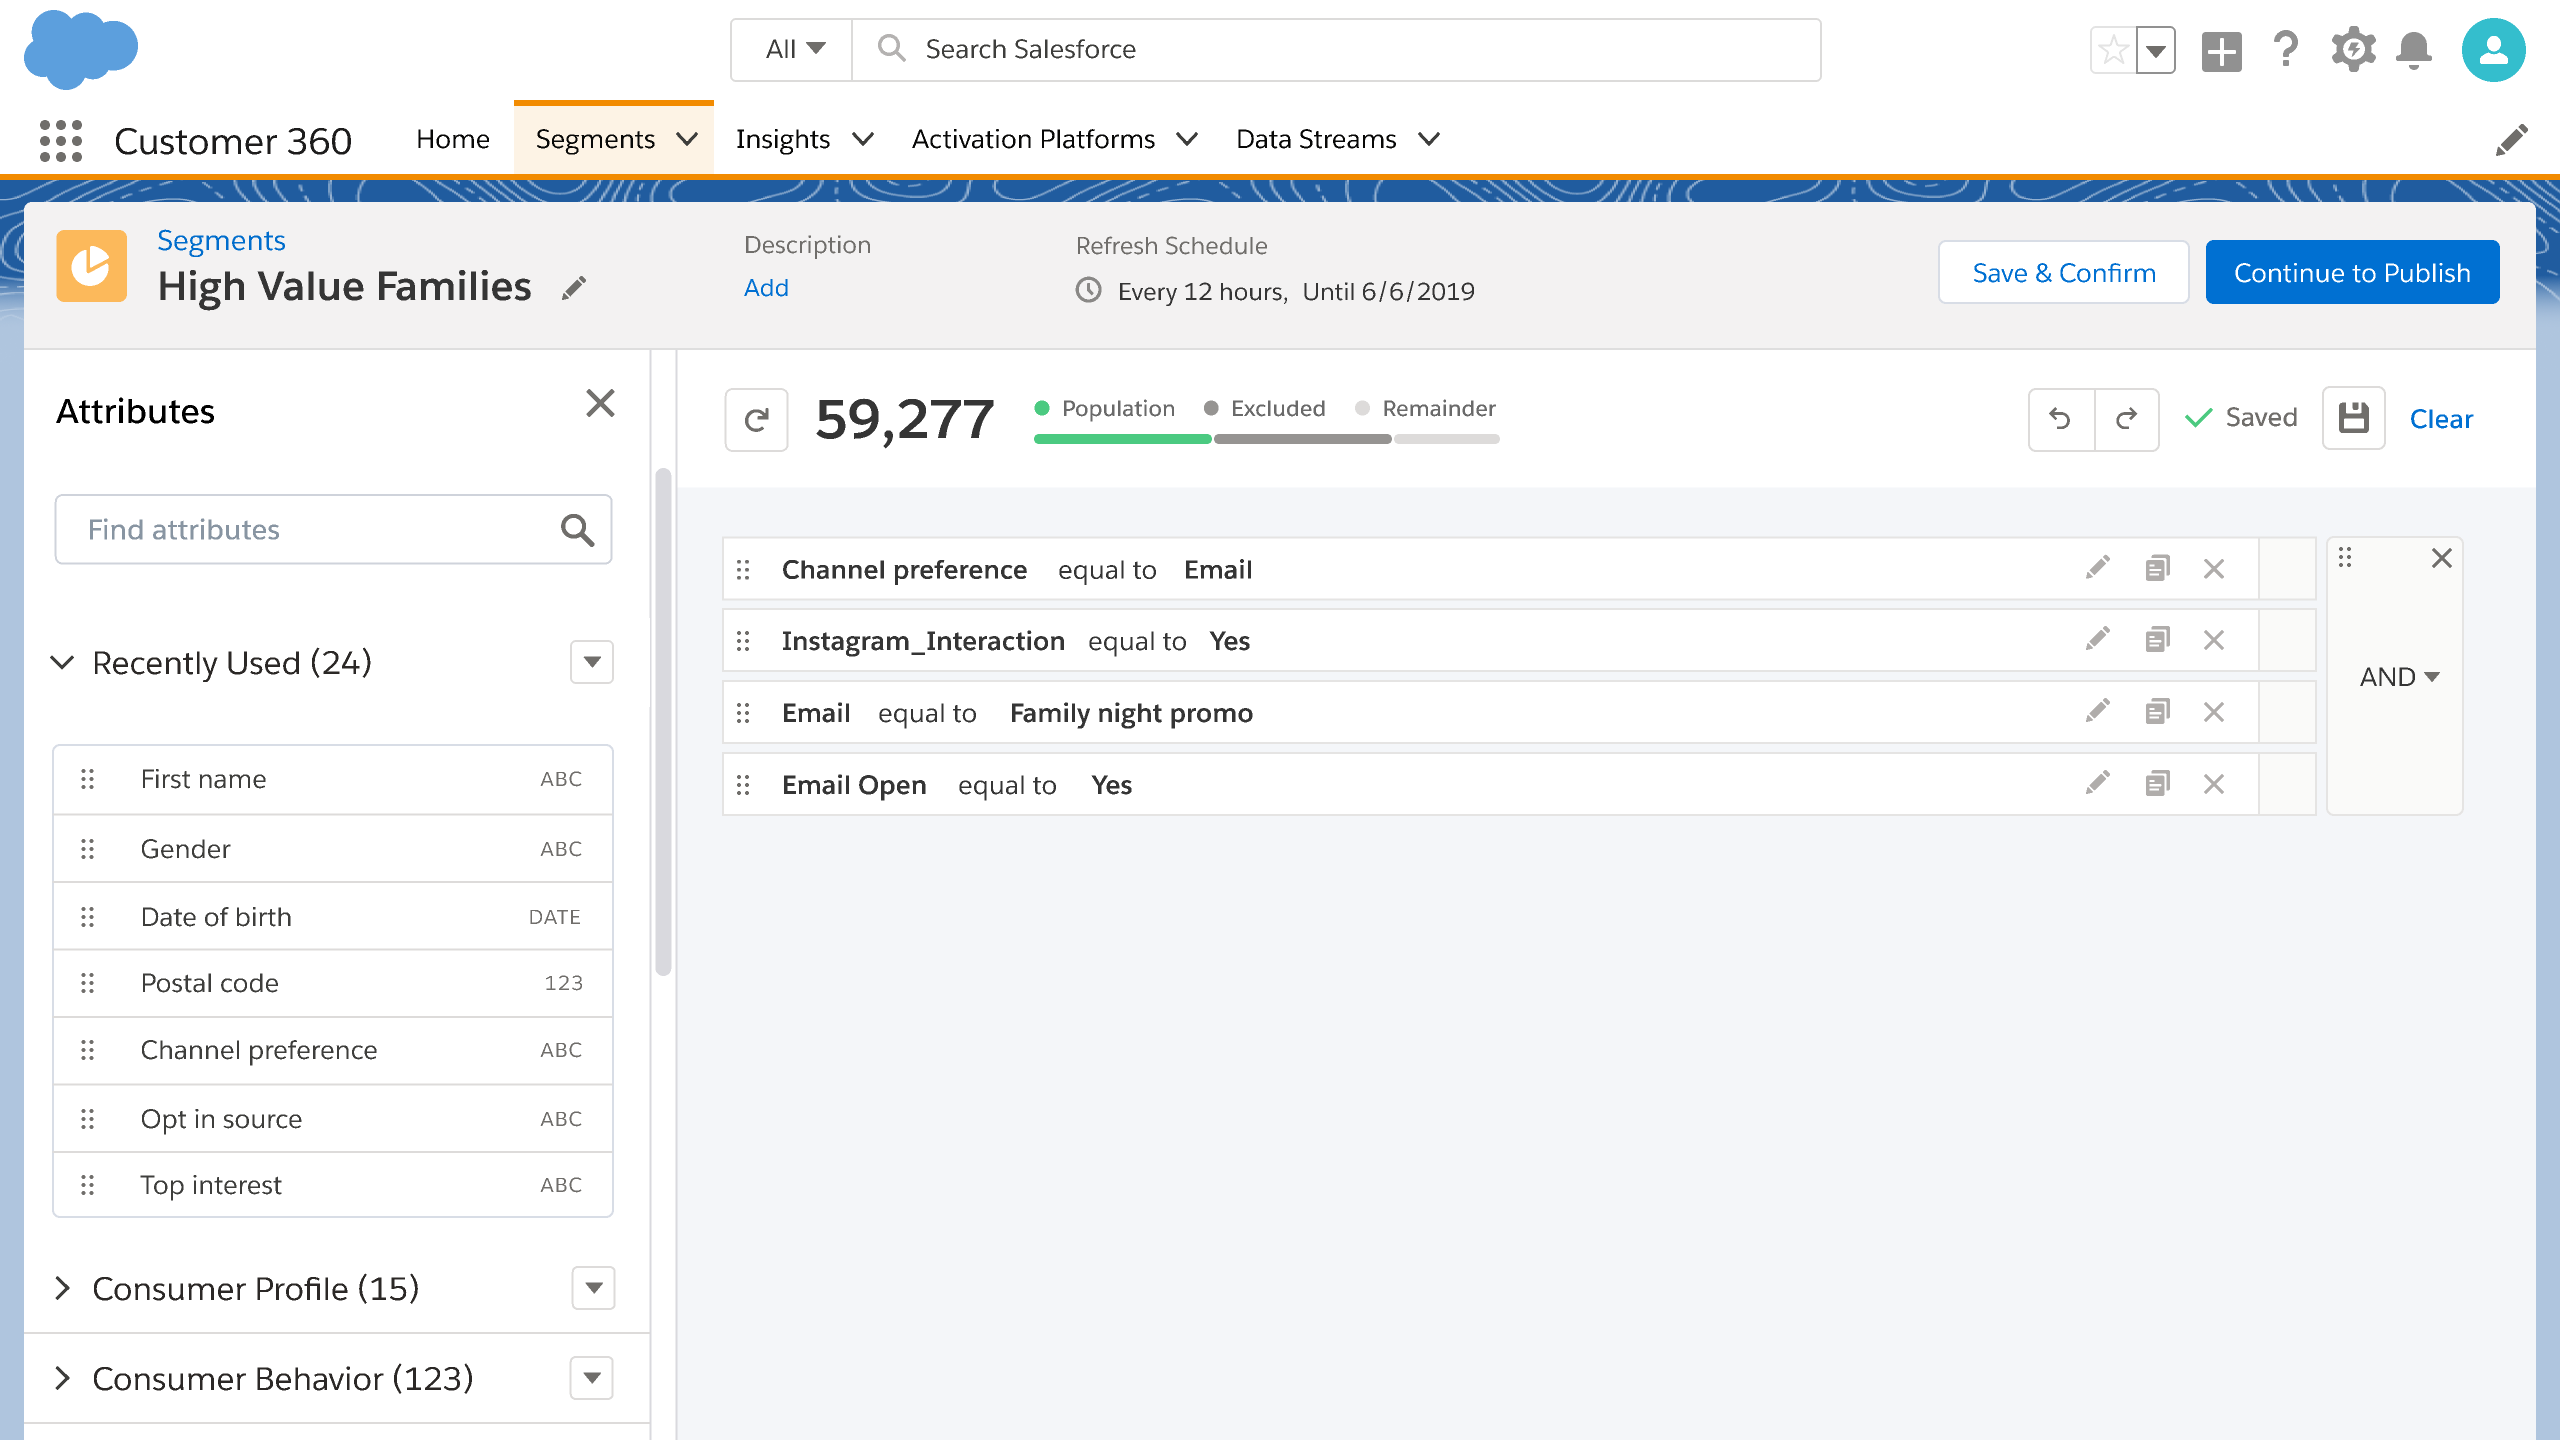 All
Search Salesforce
Customer 360
Home
Segments
Insights
Activation Platforms
Data Streams
Segments
High Value Families
Description
Add
Refresh Schedule
Every 12 hours, Until 6/6/2019
Save & Confirm
Continue to Publish
Attributes
Find attributes
Recently Used (24)
First name ABC
Gender ABC
Date of birth DATE
Postal code 123
Channel preference ABC
Opt in source ABC
Top interest ABC
Consumer Profile (15)
Consumer Behavior (123)
59,277
Population Excluded Remainder
Saved
Clear
Channel preference equal to Email
Instagram_Interaction equal to Yes
Email equal to Family night promo
Email Open equal to Yes
AND